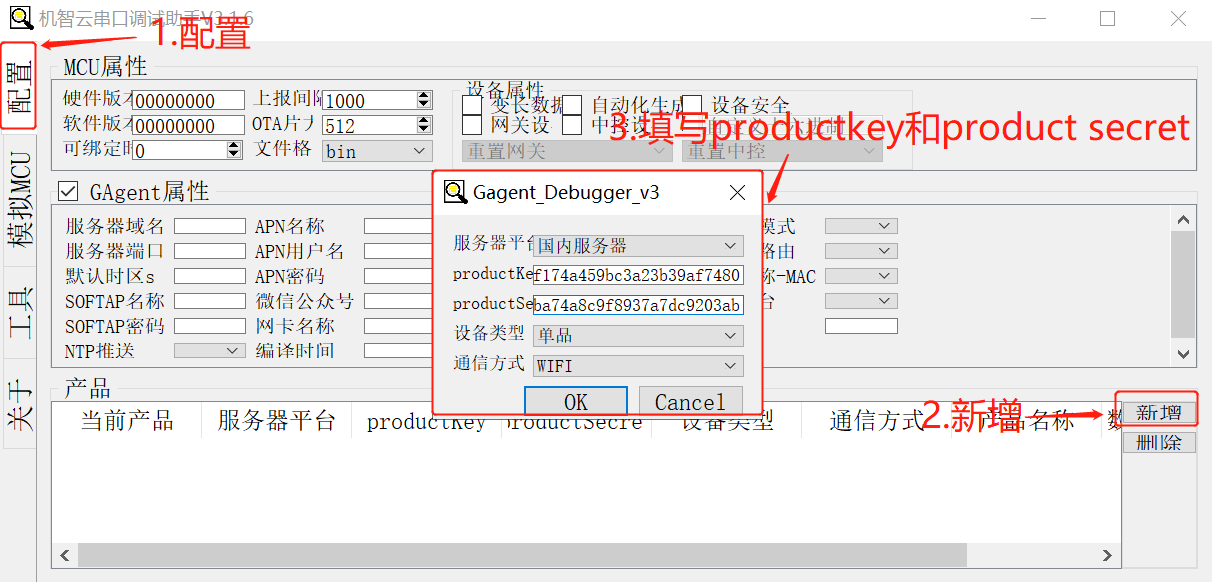 机智云串口调试助手V3.1.6
1.配置
配置
模拟MCU
工具
关于
MCU属性
硬件版本 00000000 上报间隔 1000
软件版本 00000000 OTA片大 512
可绑定时 0 文件格 bin
设备属性
变长数据 自动化生成 设备安全
网关设 中控设 自定义十六进制
重置网关 重置中控
3.填写productkey和product secret
GAgent属性
服务器域名 APN名称 模式
服务器端口 APN用户名 路由
默认时区s APN密码 称-MAC
SOFTAP名称 微信公众号 台
SOFTAP密码 网卡名称
NTP推送 编译时间
Gagent_Debugger_v3
服务器平台 国内服务器
productKe f174a459bc3a23b39af7480
productSe ba74a8c9f8937a7dc9203ab
设备类型 单品
通信方式 WIFI
OK Cancel
产品
当前产品 服务器平台 productKey productSecre 设备类型 通信方式 产品名称 数
2.新增
新增
删除